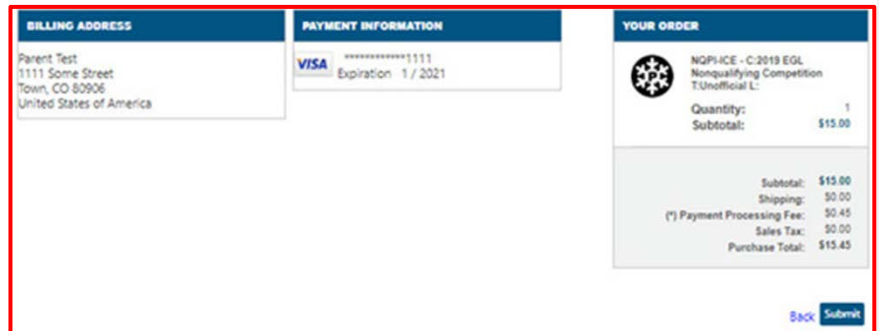 BILLING ADDRESS
Parent Test
1111 Some Street
Town, CO 80906
United States of America
PAYMENT INFORMATION
VISA ************1111
Expiration 1 / 2021
YOUR ORDER
P
NQPI-ICE - C:2019 EGL
Nonqualifying Competition
T:Unofficial L:
Quantity: 1
Subtotal: $15.00
Subtotal: $15.00
Shipping: $0.00
(*) Payment Processing Fee: $0.45
Sales Tax: $0.00
Purchase Total: $15.45
Back Submit